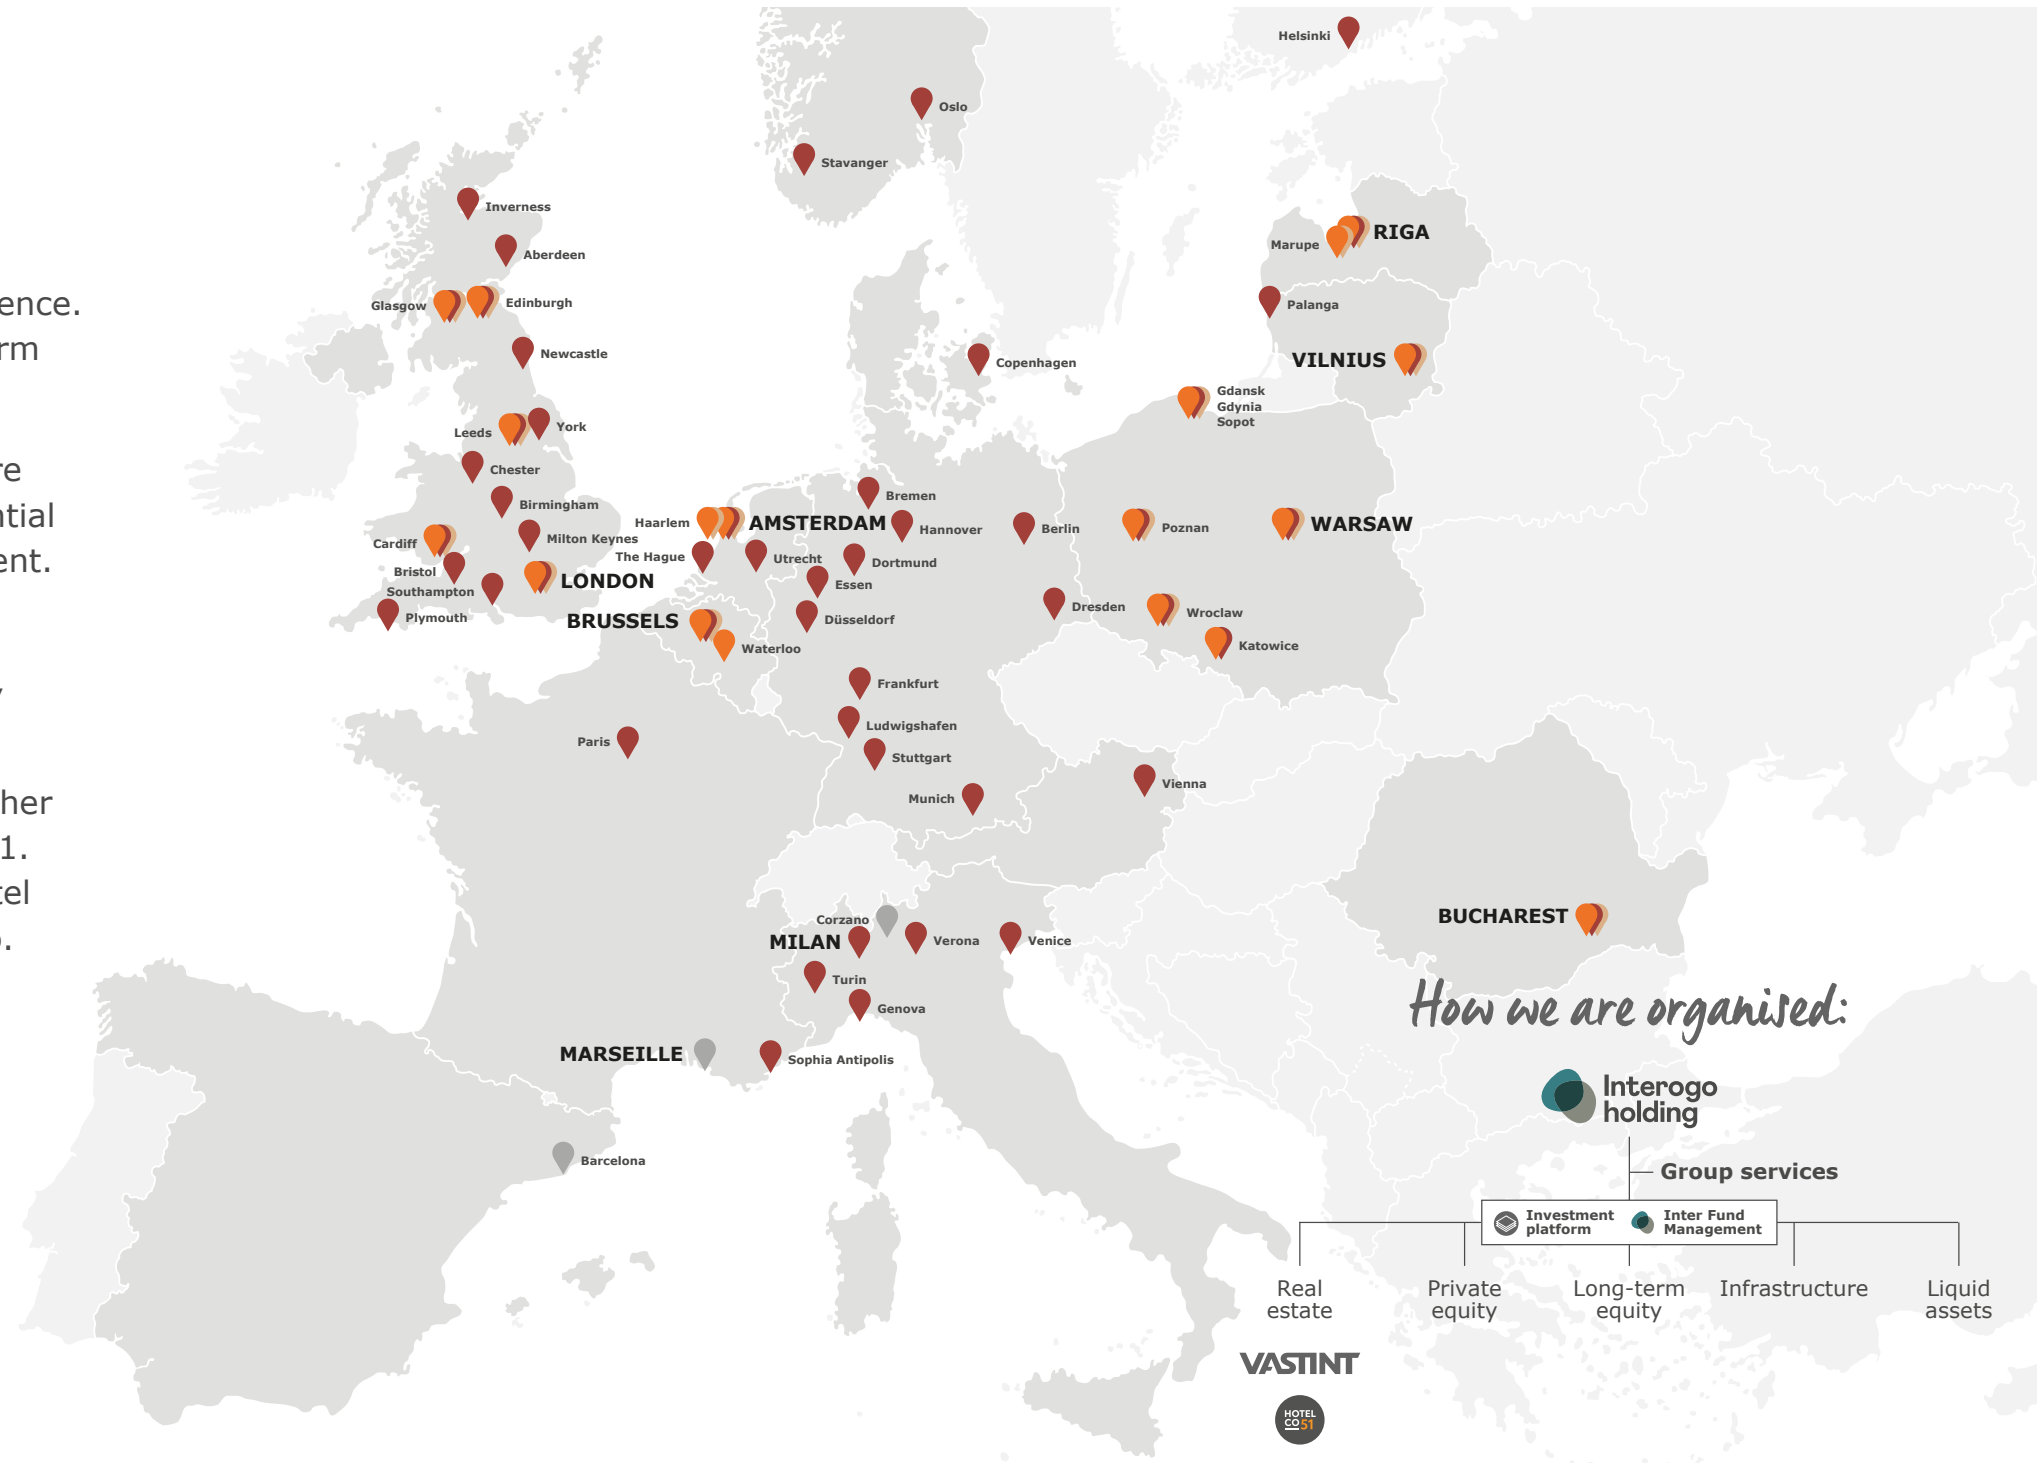 ence.
rm
re
ntial
ent.
y
her
1.
tel
o.
Helsinki
Oslo
Stavanger
Inverness
Aberdeen
Glasgow
Edinburgh
Newcastle
Leeds
York
Chester
Birmingham
Milton Keynes
Cardiff
Bristol
Southampton
Plymouth
LONDON
RIGA
Marupe
Palanga
VILNIUS
Copenhagen
Gdansk
Gdynia
Sopot
Bremen
Haarlem
AMSTERDAM
Hannover
Berlin
Poznan
WARSAW
The Hague
Utrecht
Dortmund
Essen
Düsseldorf
Dresden
Wroclaw
Katowice
BRUSSELS
Waterloo
Frankfurt
Ludwigshafen
Stuttgart
Munich
Paris
Vienna
Corzano
MILAN
Verona
Venice
Turin
Genova
MARSEILLE
Sophia Antipolis
Barcelona
BUCHAREST
How we are organised:
Interogo
holding
Group services
Investment
platform
Inter Fund
Management
Real
estate
Private
equity
Long-term
equity
Infrastructure
Liquid
assets
VASTINT
HOTEL
CO 51